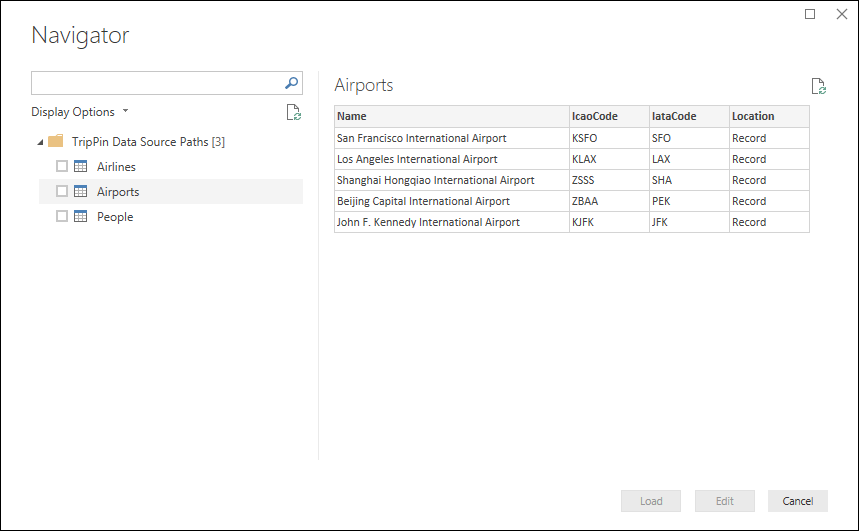 Navigator
Display Options
TripPin Data Source Paths [3]
Airlines
Airports
People
Airports
Name IcaoCode IataCode Location
San Francisco International Airport KSFO SFO Record
Los Angeles International Airport KLAX LAX Record
Shanghai Hongqiao International Airport ZSSS SHA Record
Beijing Capital International Airport ZBAA PEK Record
John F. Kennedy International Airport KJFK JFK Record
Load Edit Cancel